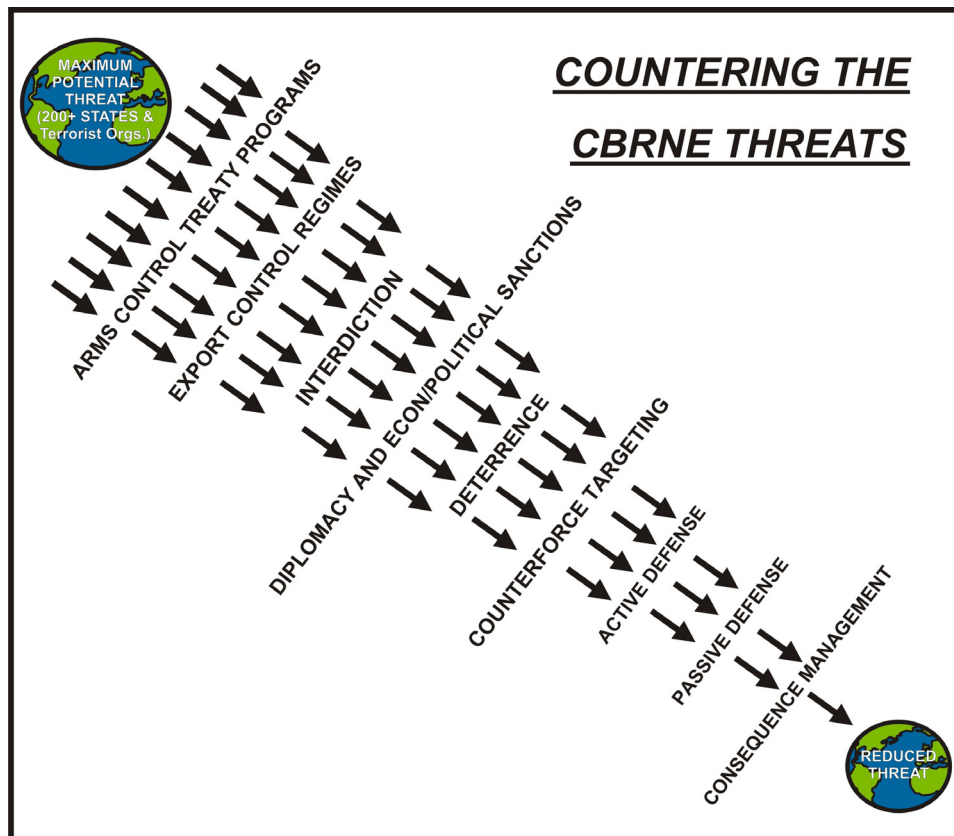 COUNTERING THE
CBRNE THREATS
MAXIMUM
POTENTIAL
THREAT
(200+ STATES &
Terrorist Orgs.)
ARMS CONTROL TREATY PROGRAMS
EXPORT CONTROL REGIMES
INTERDICTION
DIPLOMACY AND ECON/POLITICAL SANCTIONS
DETERRENCE
COUNTERFORCE TARGETING
ACTIVE DEFENSE
PASSIVE DEFENSE
CONSEQUENCE MANAGEMENT
REDUCED
THREAT